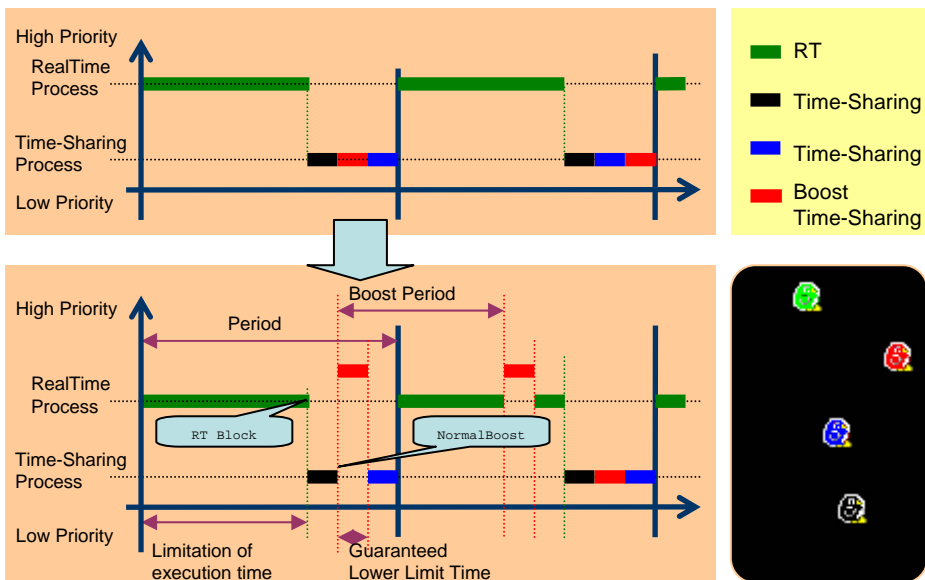 High Priority
RealTime
Process
Time-Sharing
Process
Low Priority
RT
Time-Sharing
Time-Sharing
Boost
Time-Sharing
Boost Period
High Priority
Period
RealTime
Process
RT Block
NormalBoost
Time-Sharing
Process
Low Priority
Limitation of
execution time
Guaranteed
Lower Limit Time